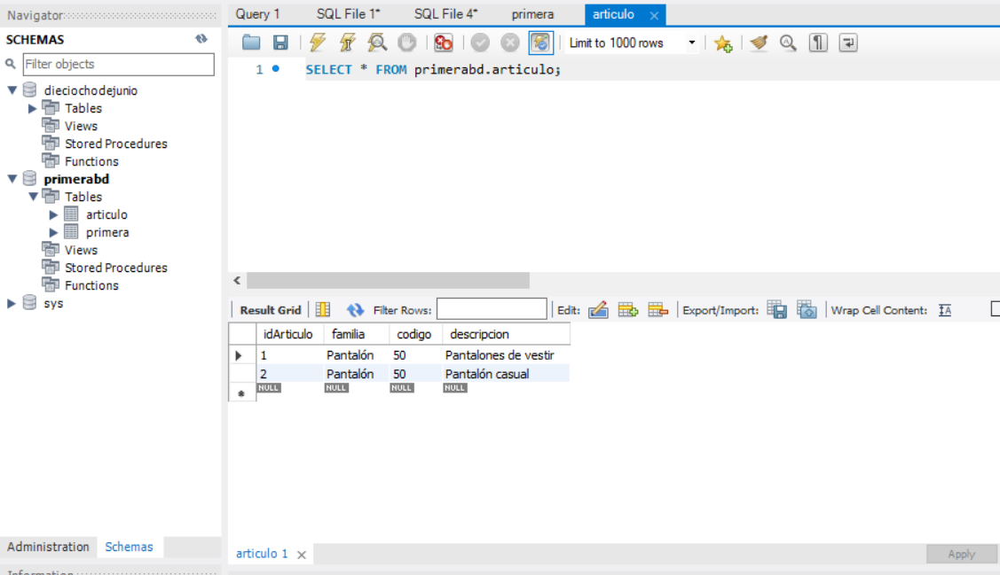 Navigator
Query 1 SQL File 1* SQL File 4* primera articulo
SCHEMAS
Limit to 1000 rows
Filter objects
1 SELECT * FROM primerabd.articulo;
dieciochodejunio
Tables
Views
Stored Procedures
Functions
primerabd
Tables
articulo
primera
Views
Stored Procedures
Functions
sys
Result Grid Filter Rows: Edit: Export/Import: Wrap Cell Content: IA
idArticulo familia codigo descripcion
1 Pantalón 50 Pantalones de vestir
2 Pantalón 50 Pantalón casual
NULL NULL NULL NULL
Administration Schemas
articulo 1 Apply
Information